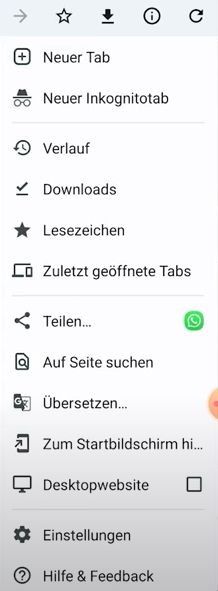 Neuer Tab
Neuer Inkognitotab
Verlauf
Downloads
Lesezeichen
Zuletzt geöffnete Tabs
Teilen...
Auf Seite suchen
Übersetzen...
Zum Startbildschirm hi...
Desktopwebsite
Einstellungen
Hilfe & Feedback